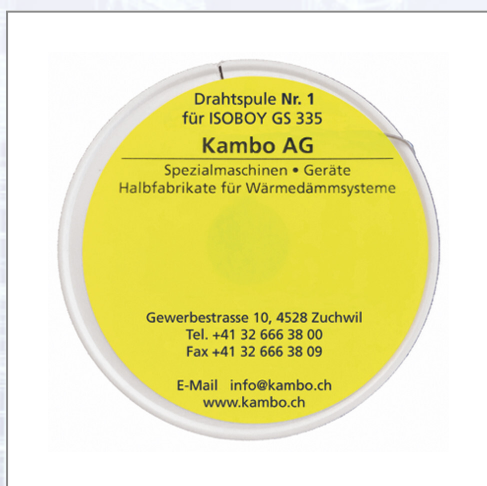 Drahtspule Nr. 1
für ISOBOY GS 335
Kambo AG
Spezialmaschinen • Geräte
Halbfabrikate für Wärmedämmsysteme
Gewerbestrasse 10, 4528 Zuchwil
Tel. +41 32 666 38 00
Fax +41 32 666 38 09
E-Mail info@kambo.ch
www.kambo.ch